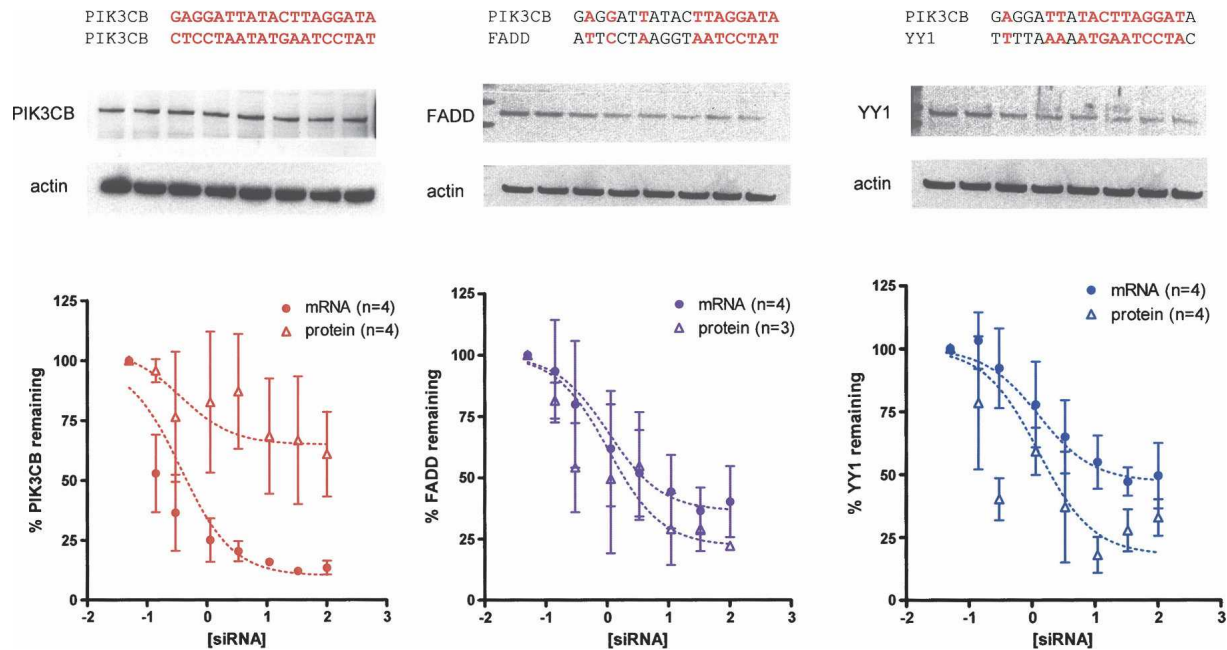 PIK3CB GAGGATTATACTTAGGATA
PIK3CB CTCCTAATATGAATCCTAT
PIK3CB
actin
125
100
75
50
25
0
% PIK3CB remaining
mRNA (n=4)
protein (n=4)
-2 -1 0 1 2 3
[siRNA]
PIK3CB GAGGATTATACTTAGGATA
FADD ATTCCTAAGGTAATCCTAT
FADD
actin
125
100
75
50
25
0
% FADD remaining
mRNA (n=4)
protein (n=3)
-2 -1 0 1 2 3
[siRNA]
PIK3CB GAGGATTATACTTAGGATA
YY1 TTTTAAAAATGAATCCTAC
YY1
actin
125
100
75
50
25
0
% YY1 remaining
mRNA (n=4)
protein (n=4)
-2 -1 0 1 2 3
[siRNA]